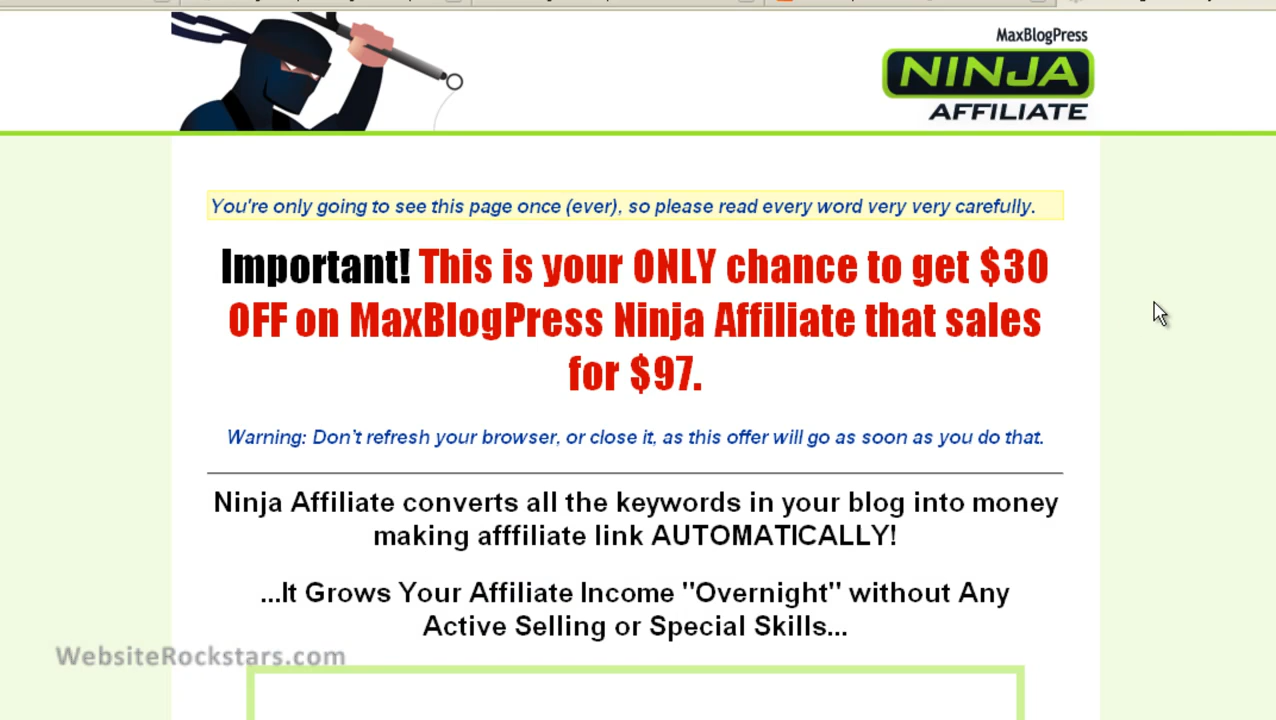 MaxBlogPress
NINJA
AFFILIATE
You're only going to see this page once (ever), so please read every word very very carefully.
Important! This is your ONLY chance to get $30
OFF on MaxBlogPress Ninja Affiliate that sales
for $97.
Warning: Don't refresh your browser, or close it, as this offer will go as soon as you do that.
Ninja Affiliate converts all the keywords in your blog into money
making afffiliate link AUTOMATICALLY!
...It Grows Your Affiliate Income "Overnight" without Any
Active Selling or Special Skills...
WebsiteRockstars.com